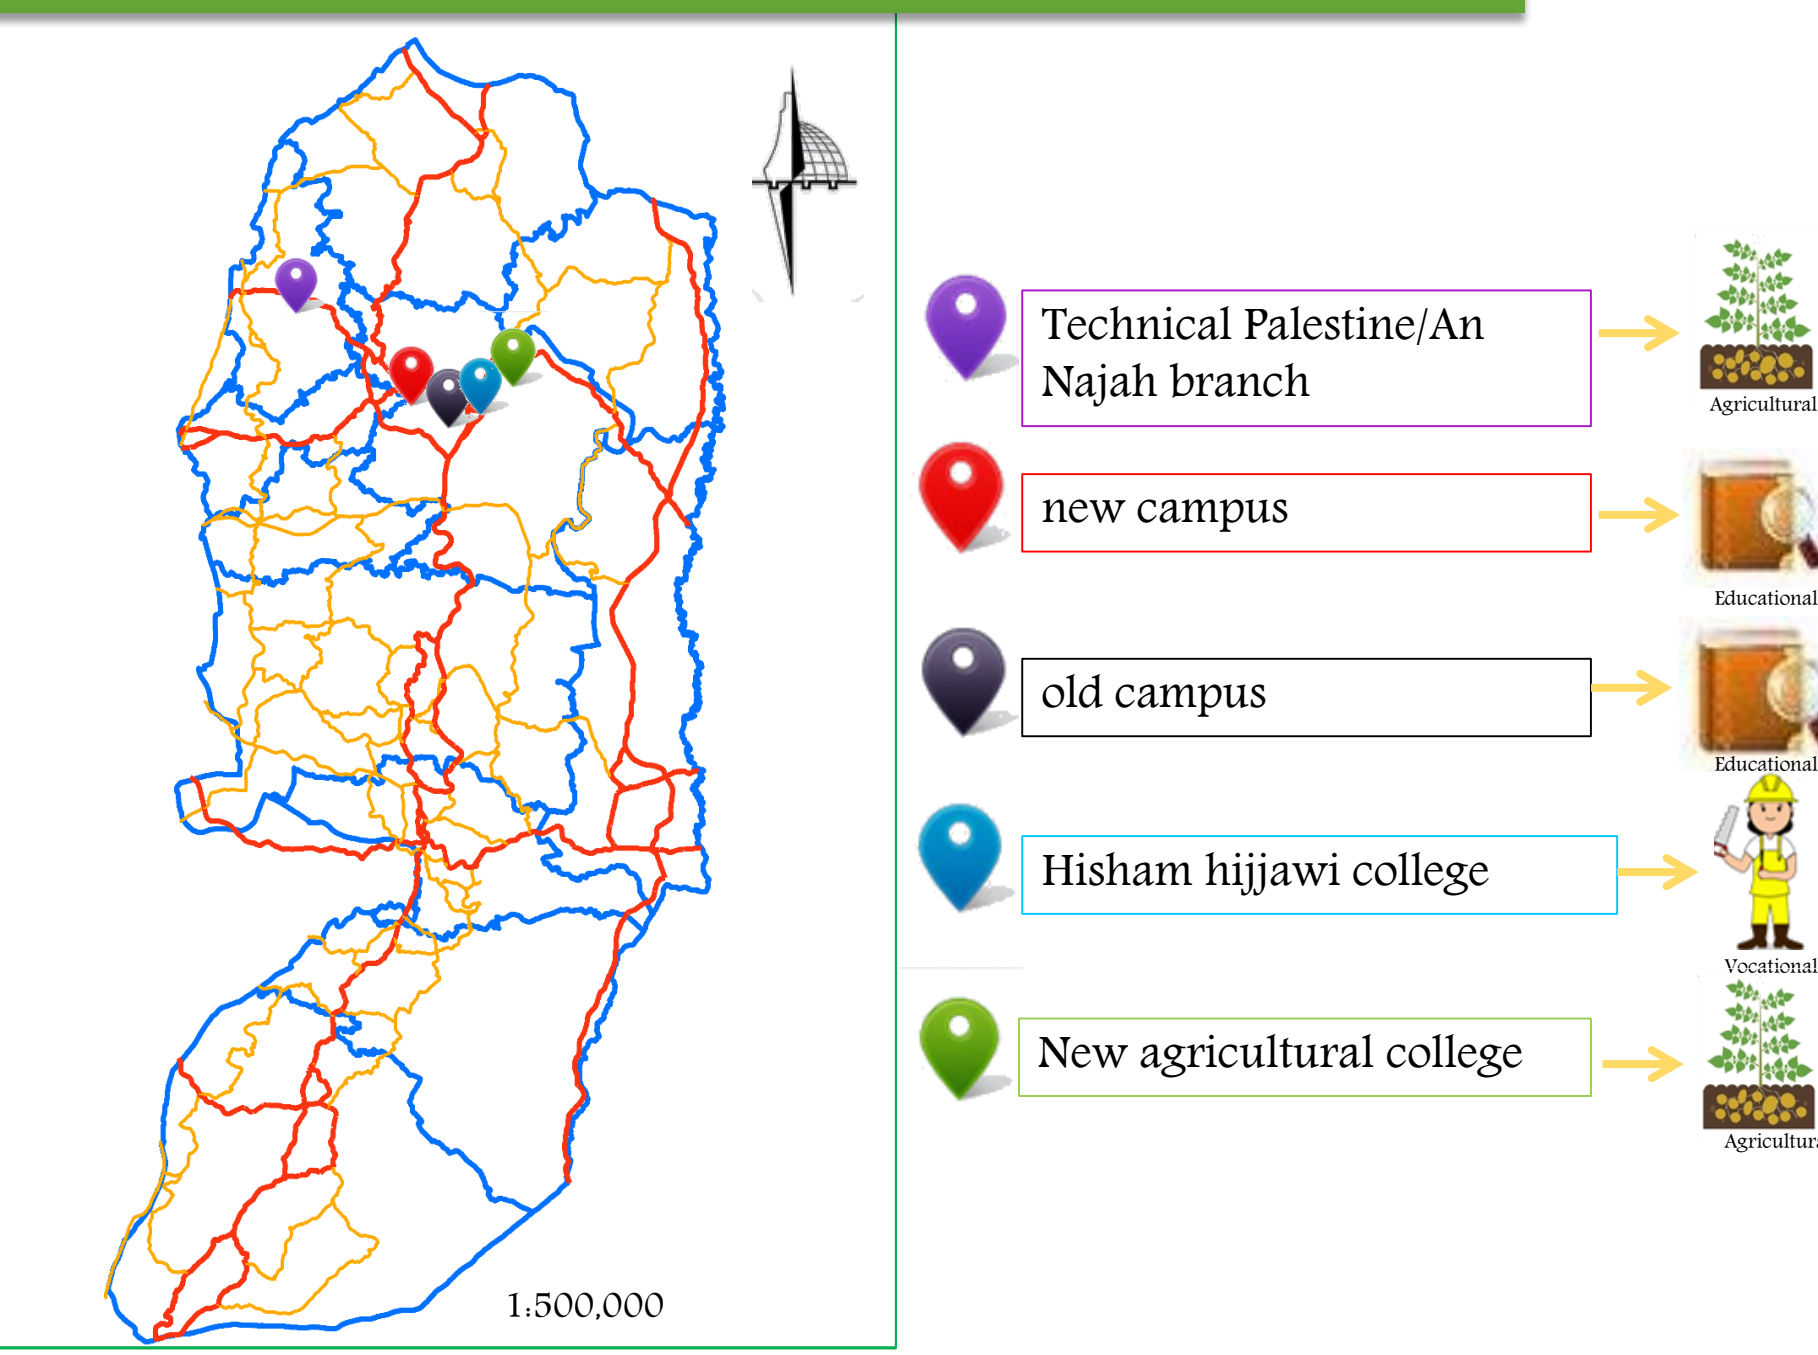 Technical Palestine/An
Najah branch
Agricultural
new campus
Educational
old campus
Educational
Hisham hijjawi college
Vocational
New agricultural college
Agricultura
1:500,000